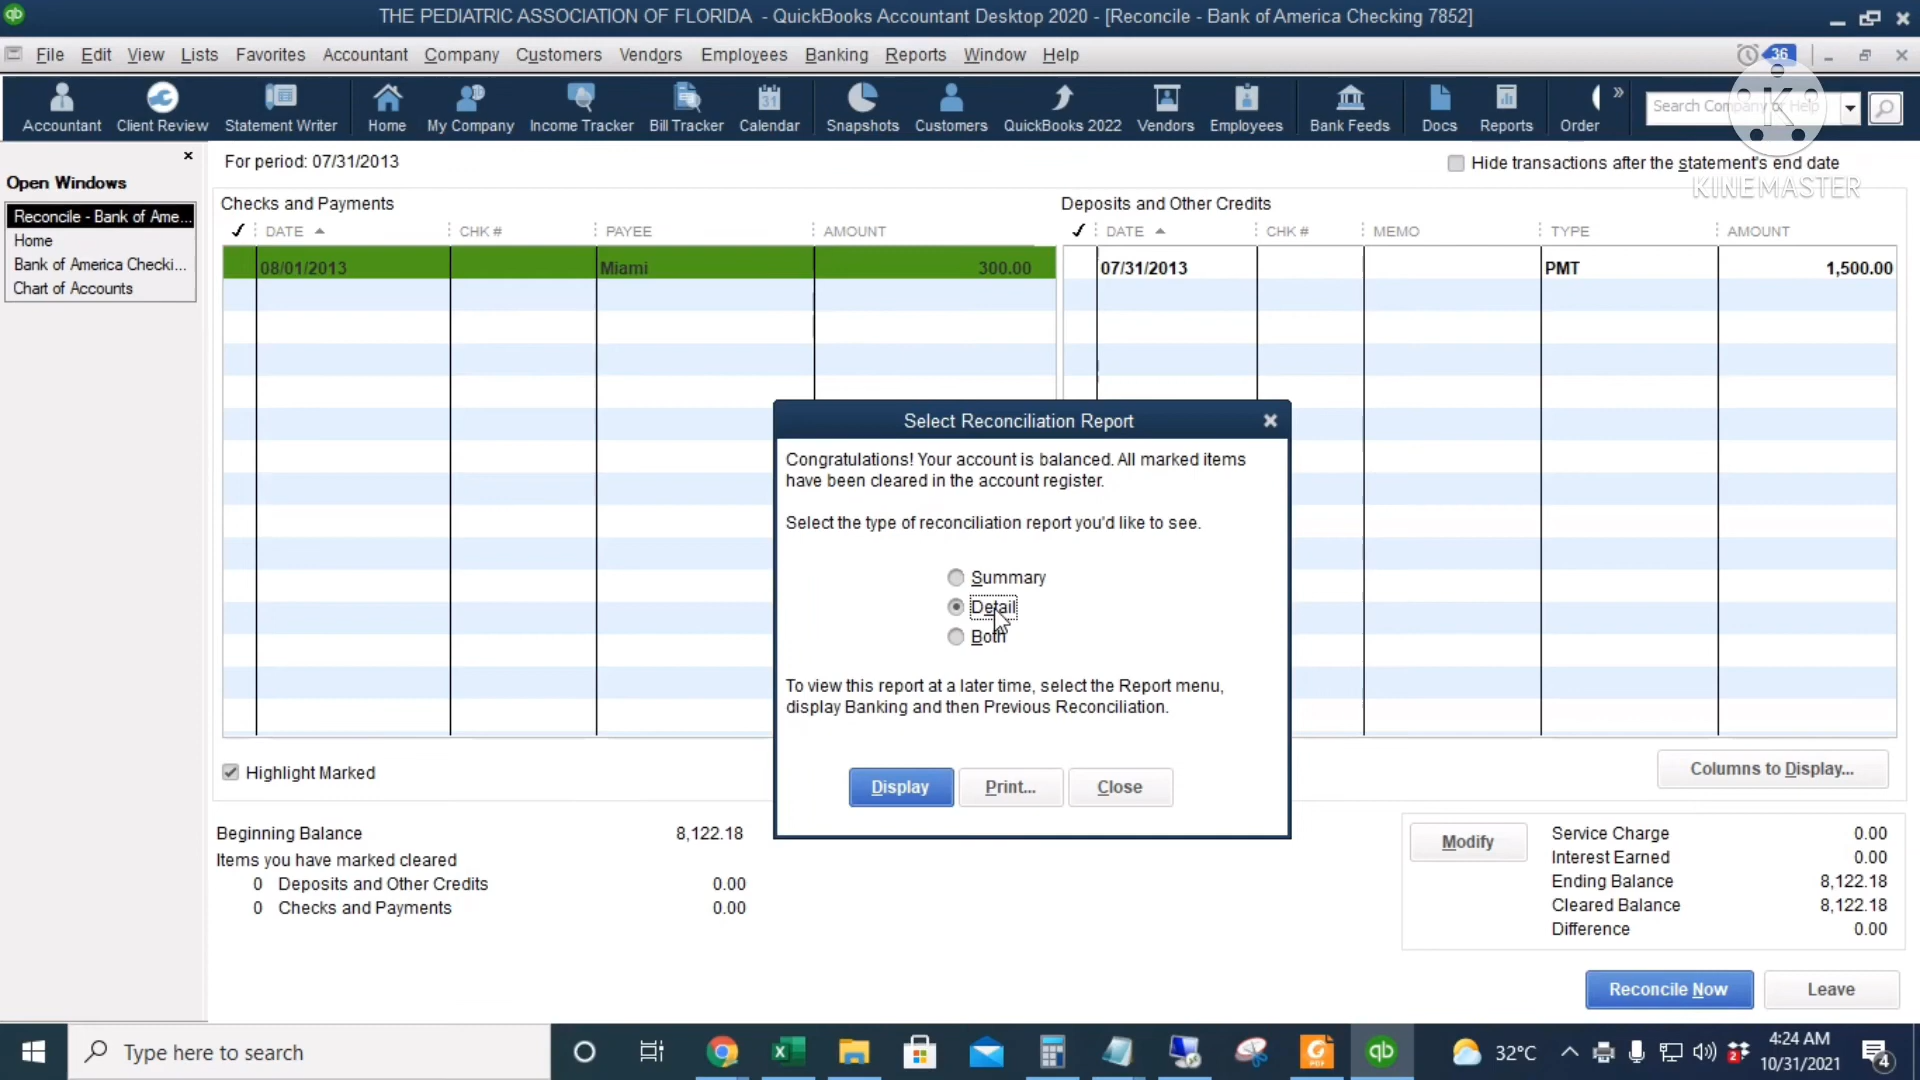 THE PEDIATRIC ASSOCIATION OF FLORIDA - QuickBooks Accountant Desktop 2020 - [Reconcile - Bank of America Checking 7852]
File Edit View Lists Favorites Accountant Company Customers Vendors Employees Banking Reports Window Help
36
Accountant Client Review Statement Writer Home My Company Income Tracker Bill Tracker Calendar Snapshots Customers QuickBooks 2022 Vendors Employees Bank Feeds Docs Reports Order
Search Company or Help
K
KINEMASTER
Open Windows
Reconcile - Bank of Ame...
Home
Bank of America Checki...
Chart of Accounts
For period: 07/31/2013
Hide transactions after the statement's end date
Checks and Payments
DATE CHK # PAYEE AMOUNT
08/01/2013 Miami 300.00
Deposits and Other Credits
DATE CHK # MEMO TYPE AMOUNT
07/31/2013 PMT 1,500.00
Select Reconciliation Report
Congratulations! Your account is balanced. All marked items
have been cleared in the account register.
Select the type of reconciliation report you'd like to see.
Summary
Detail
Both
To view this report at a later time, select the Report menu,
display Banking and then Previous Reconciliation.
Display Print... Close
Highlight Marked
Columns to Display...
Beginning Balance 8,122.18
Items you have marked cleared
0 Deposits and Other Credits 0.00
0 Checks and Payments 0.00
Modify
Service Charge 0.00
Interest Earned 0.00
Ending Balance 8,122.18
Cleared Balance 8,122.18
Difference 0.00
Reconcile Now Leave
Type here to search
32°C
4:24 AM
10/31/2021
4